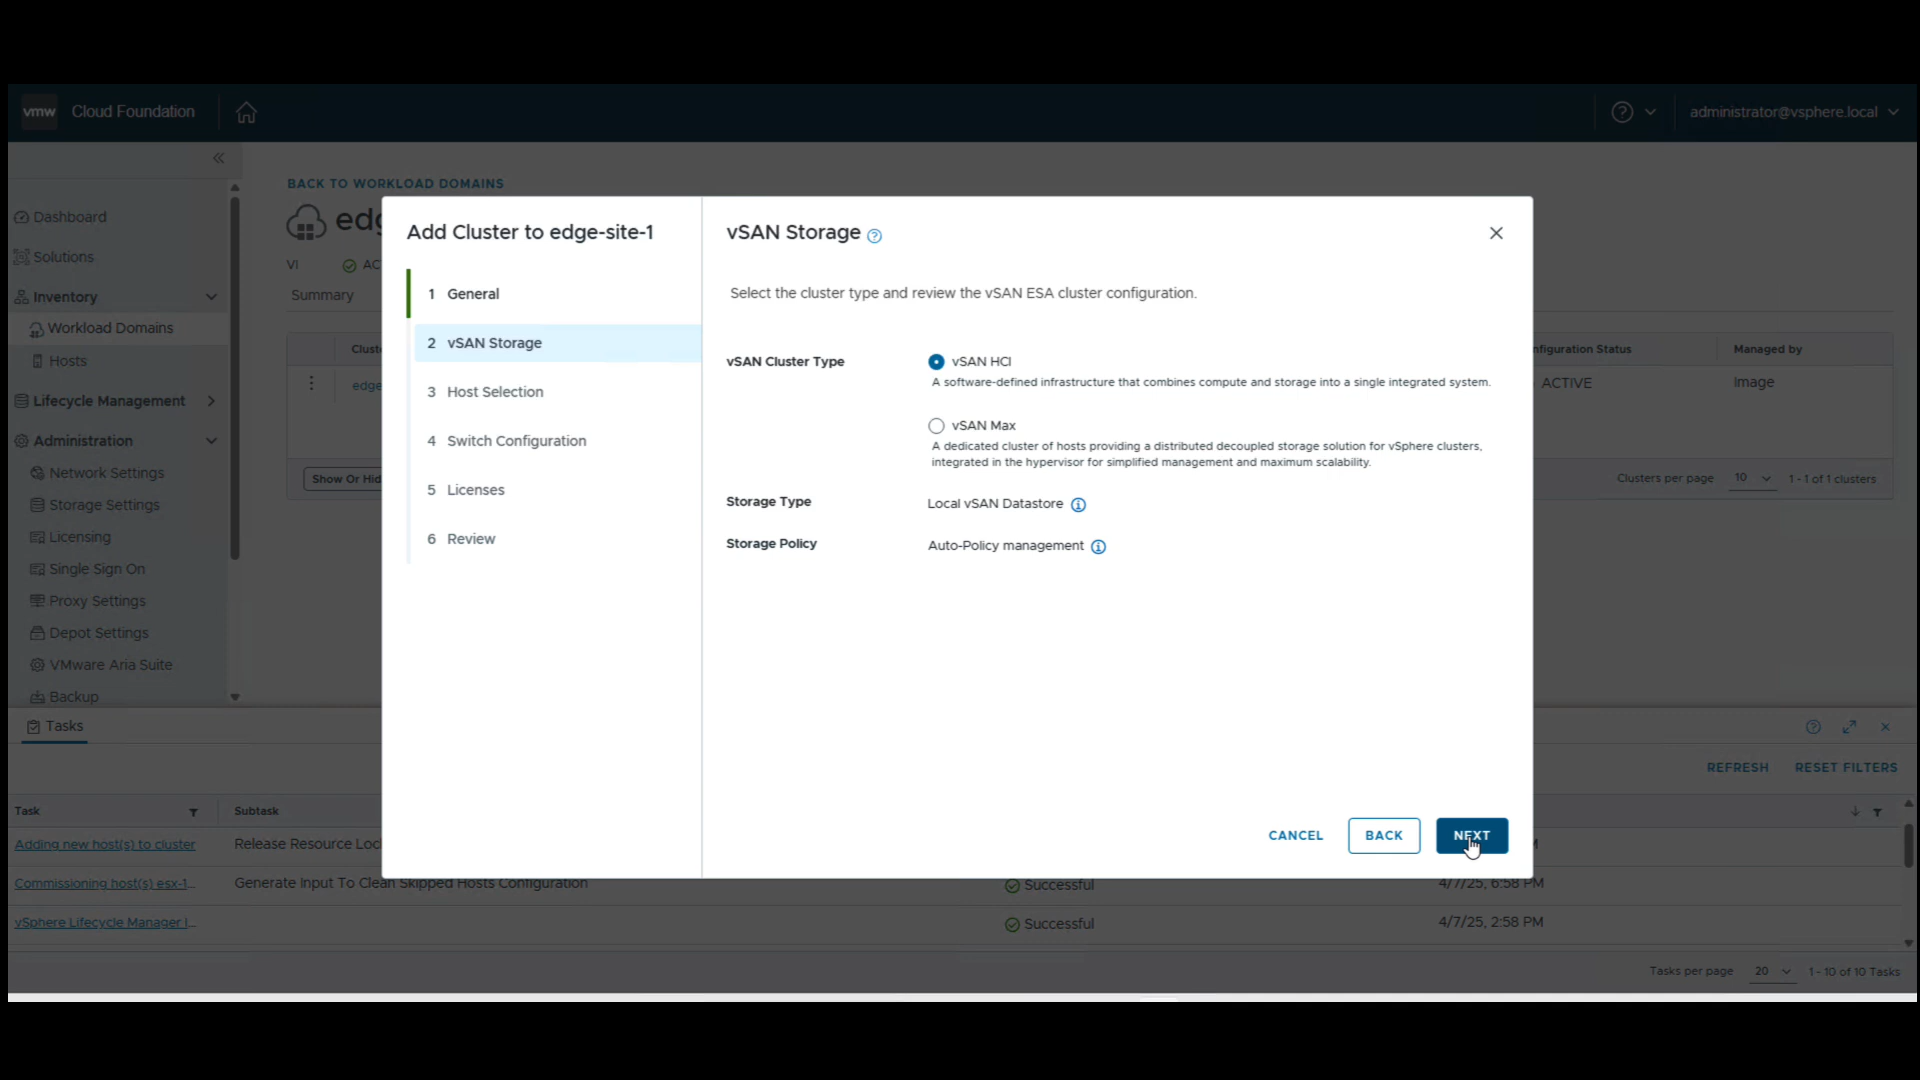 vmw Cloud Foundation
administrator@vsphere.local
BACK TO WORKLOAD DOMAINS
Dashboard
Solutions
Inventory
Workload Domains
Hosts
Lifecycle Management
Administration
Network Settings
Storage Settings
Licensing
Single Sign On
Proxy Settings
Depot Settings
VMware Aria Suite
Backup
VI
Summary
Add Cluster to edge-site-1
1 General
2 vSAN Storage
3 Host Selection
4 Switch Configuration
5 Licenses
6 Review
vSAN Storage
Select the cluster type and review the vSAN ESA cluster configuration.
vSAN Cluster Type
vSAN HCI
A software-defined infrastructure that combines compute and storage into a single integrated system.
vSAN Max
A dedicated cluster of hosts providing a distributed decoupled storage solution for vSphere clusters,
integrated in the hypervisor for simplified management and maximum scalability.
Storage Type
Local vSAN Datastore
Storage Policy
Auto-Policy management
CANCEL
BACK
NEXT
nfiguration Status
Managed by
ACTIVE
Image
Show Or Hid
Clusters per page 10
1 - 1 of 1 clusters
Tasks
REFRESH
RESET FILTERS
Task
Subtask
Adding new host(s) to cluster
Release Resource Loc
Commissioning host(s) esx-1...
Generate Input To Clean Skipped Hosts Configuration
Successful
4/7/25, 6:58 PM
vSphere Lifecycle Manager I...
Successful
4/7/25, 2:58 PM
Tasks per page 20
1 - 10 of 10 Tasks